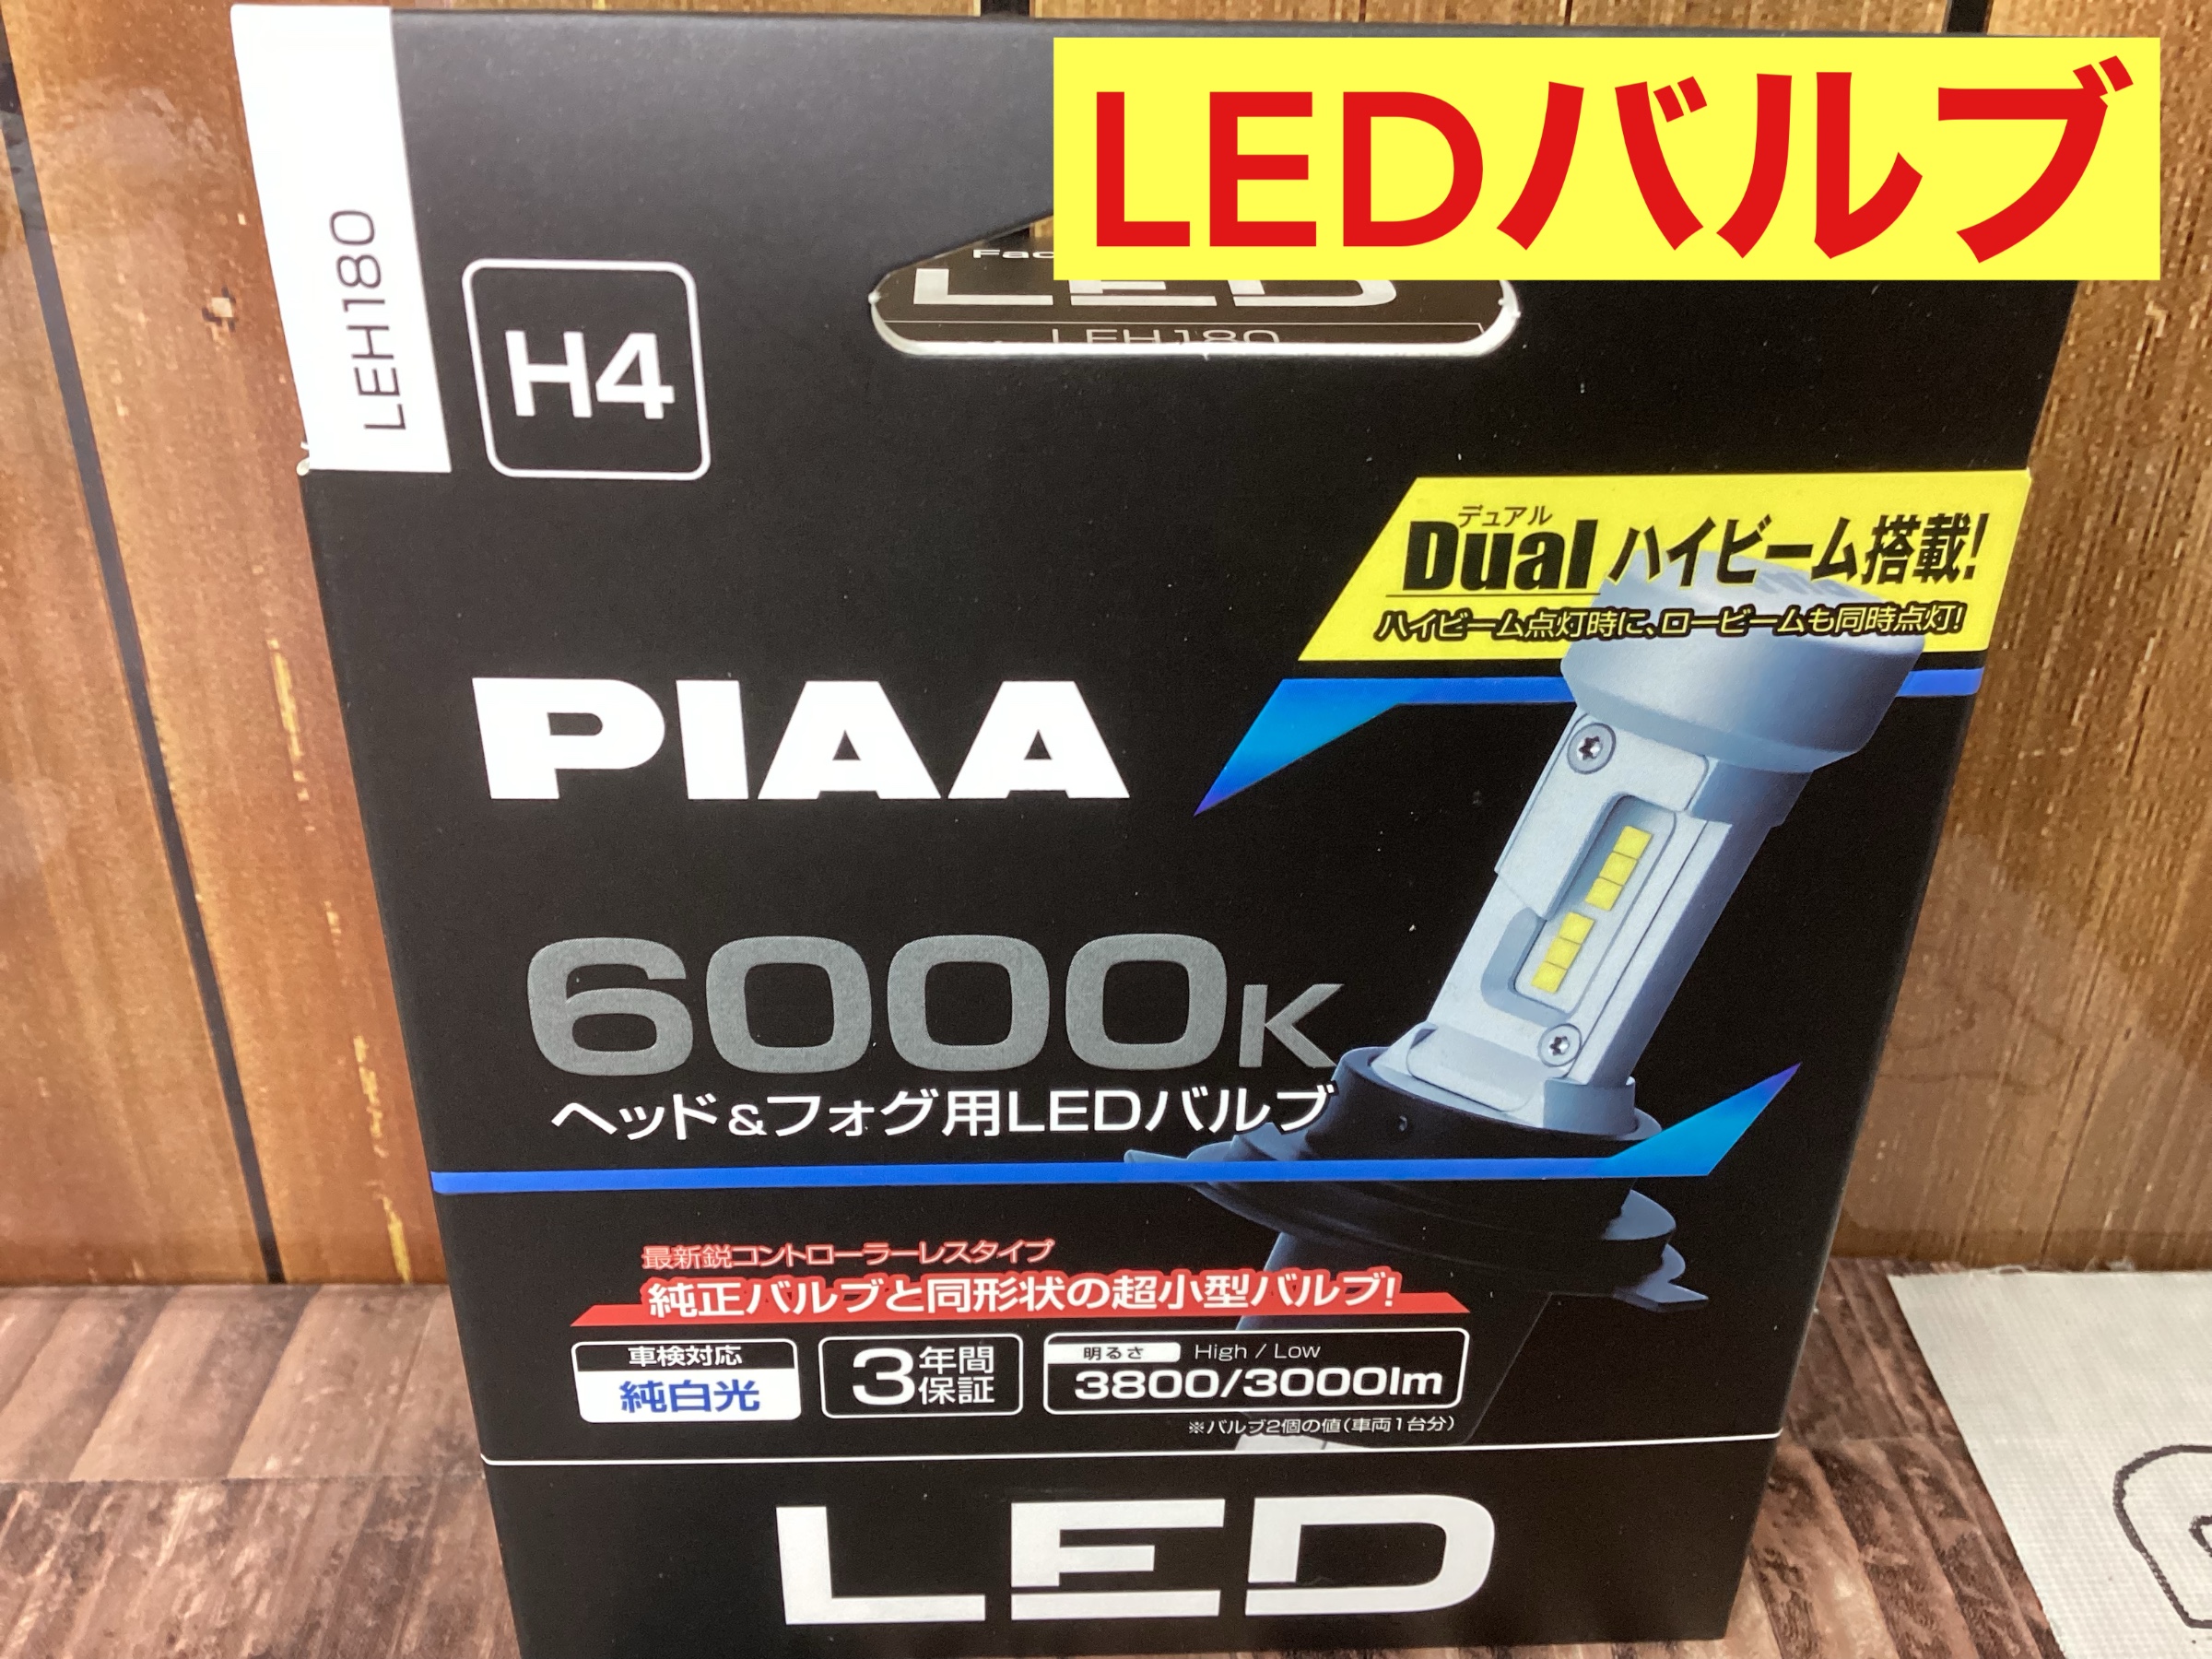 LEDバルブ
LEH180
H4
LED
LEH180
デュアル
Dual ハイビーム搭載!
ハイビーム点灯時に、ロービームも同時点灯!
PIAA
6000K
ヘッド&フォグ用LEDバルブ
最新鋭コントローラーレスタイプ
純正バルブと同形状の超小型バルブ!
車検対応
純白光
3年間保証
明るさ High / Low
3800/3000lm
※バルブ2個の値(車両1台分)
LED